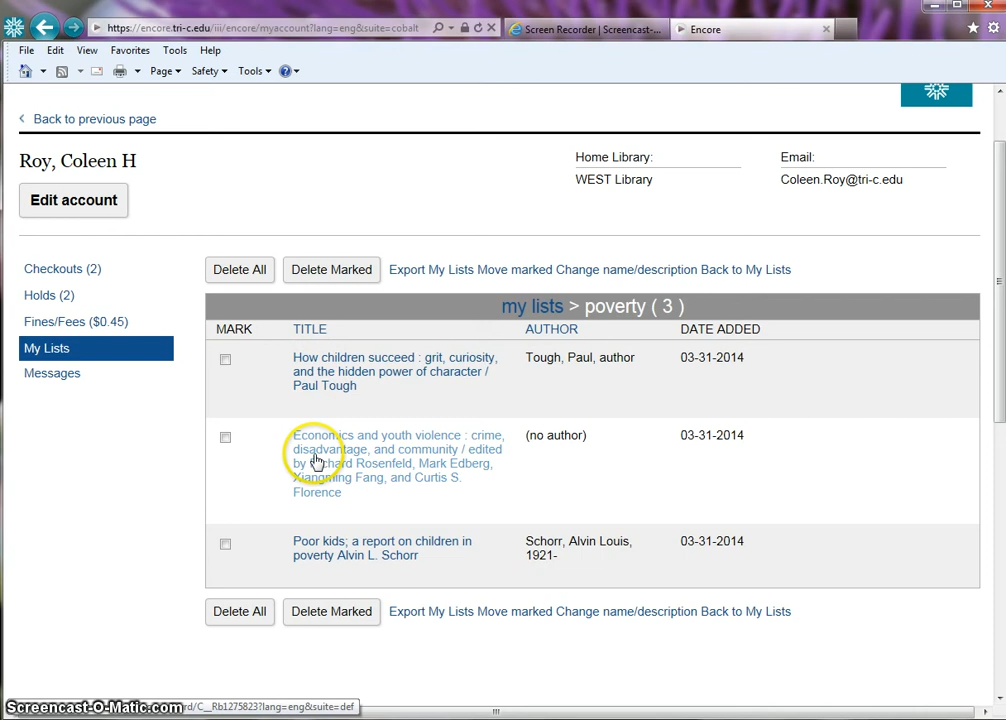 https://encore.tri-c.edu/iii/encore/myaccount?lang=eng&suite=cobalt
Screen Recorder | Screencast-...
Encore
File Edit View Favorites Tools Help
Page Safety Tools
Back to previous page
Roy, Coleen H
Home Library:
Email:
WEST Library
Coleen.Roy@tri-c.edu
Edit account
Checkouts (2)
Holds (2)
Fines/Fees ($0.45)
My Lists
Messages
Delete All Delete Marked Export My Lists Move marked Change name/description Back to My Lists
my lists > poverty ( 3 )
MARK TITLE AUTHOR DATE ADDED
How children succeed : grit, curiosity, Tough, Paul, author 03-31-2014
and the hidden power of character /
Paul Tough
Economics and youth violence : crime, (no author) 03-31-2014
disadvantage, and community / edited
by Richard Rosenfeld, Mark Edberg,
Xiangming Fang, and Curtis S.
Florence
Poor kids; a report on children in Schorr, Alvin Louis, 03-31-2014
poverty Alvin L. Schorr 1921-
Delete All Delete Marked Export My Lists Move marked Change name/description Back to My Lists
Screencast-O-Matic.com
rd/C__Rb1275823?lang=eng&suite=def